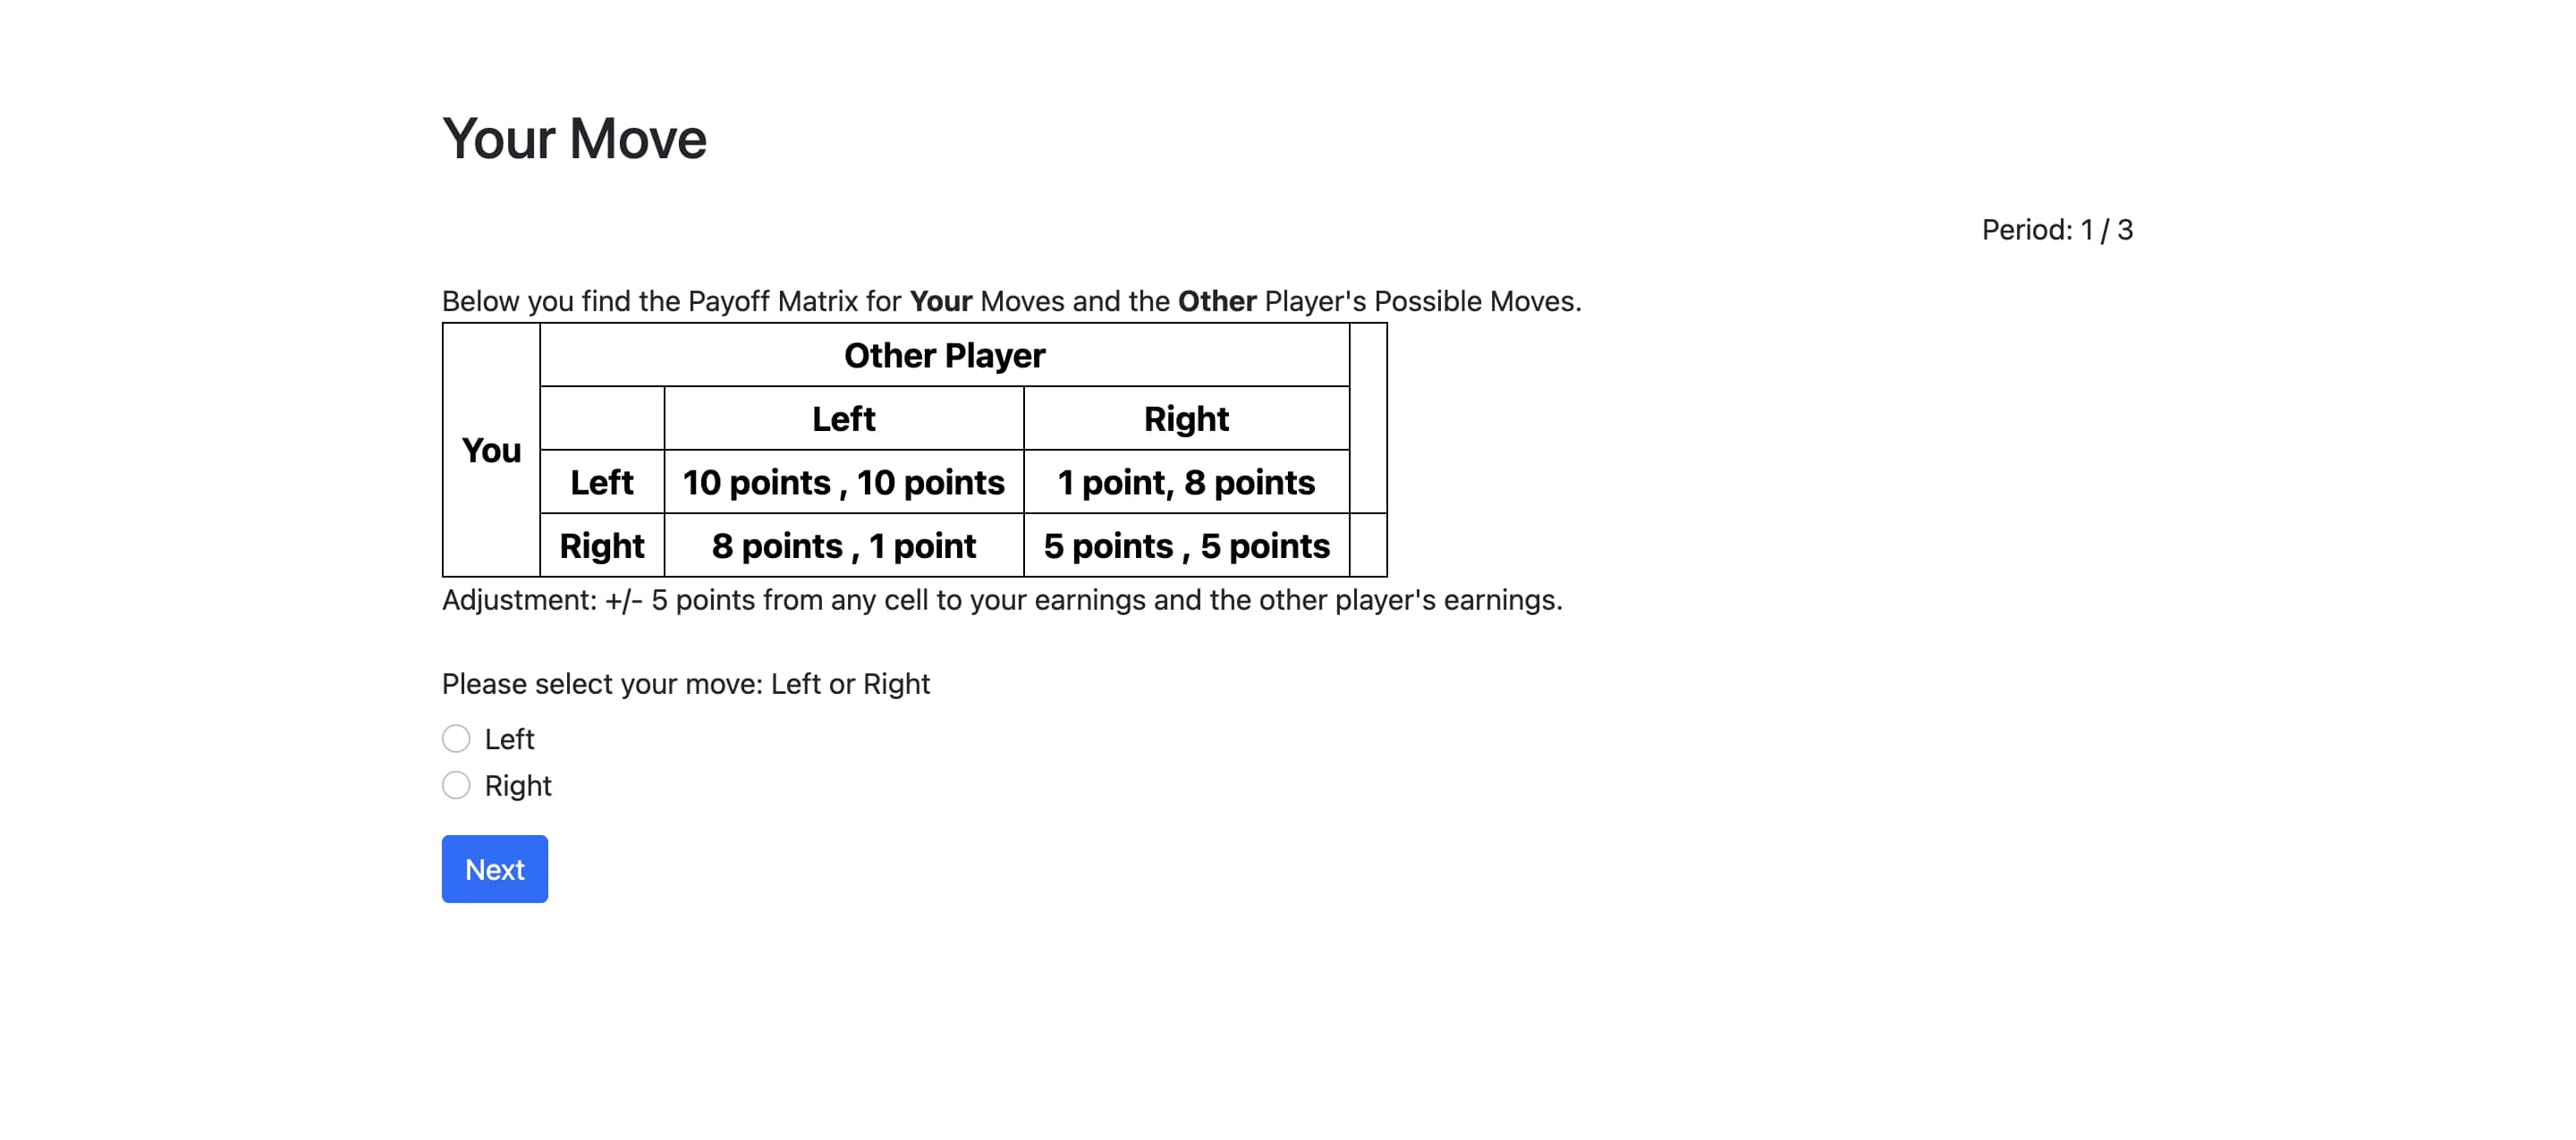 Your Move
Period: 1 / 3
Below you find the Payoff Matrix for Your Moves and the Other Player's Possible Moves.
Other Player
Left Right
You
Left 10 points , 10 points 1 point, 8 points
Right 8 points , 1 point 5 points , 5 points
Adjustment: +/- 5 points from any cell to your earnings and the other player's earnings.
Please select your move: Left or Right
Left
Right
Next